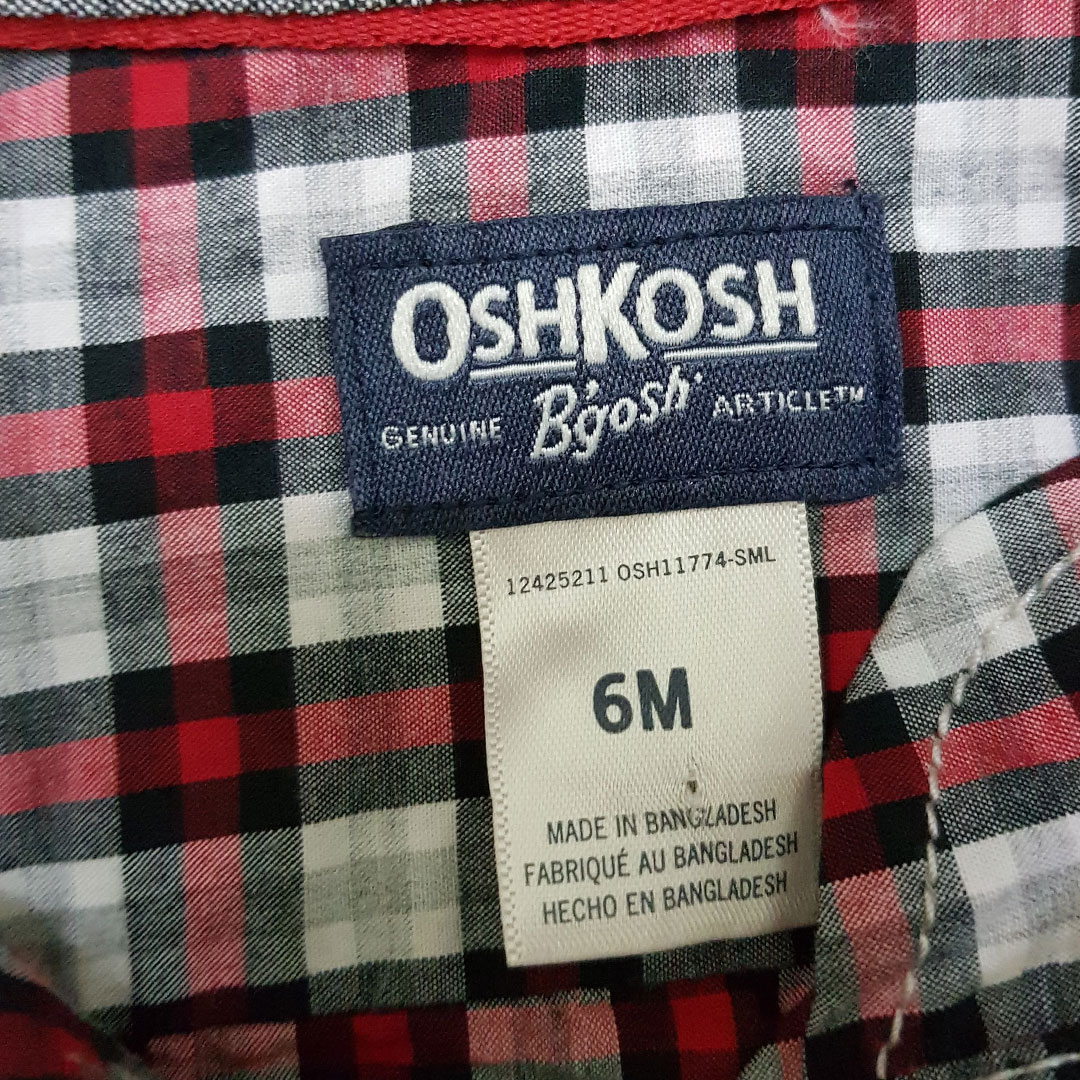 OSHKOSH
GENUINE B'gosh ARTICLE™
12425211 OSH11774-SML
6M
MADE IN BANGLADESH
FABRIQUÉ AU BANGLADESH
HECHO EN BANGLADESH